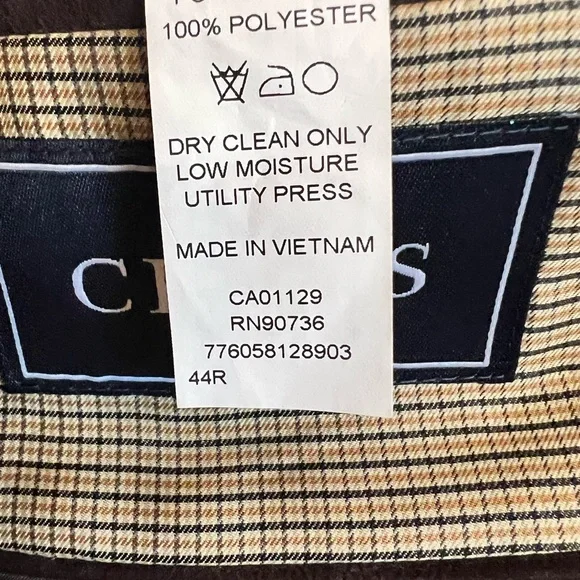 100% POLYESTER
DRY CLEAN ONLY
LOW MOISTURE
UTILITY PRESS
MADE IN VIETNAM
CA01129
RN90736
776058128903
44R